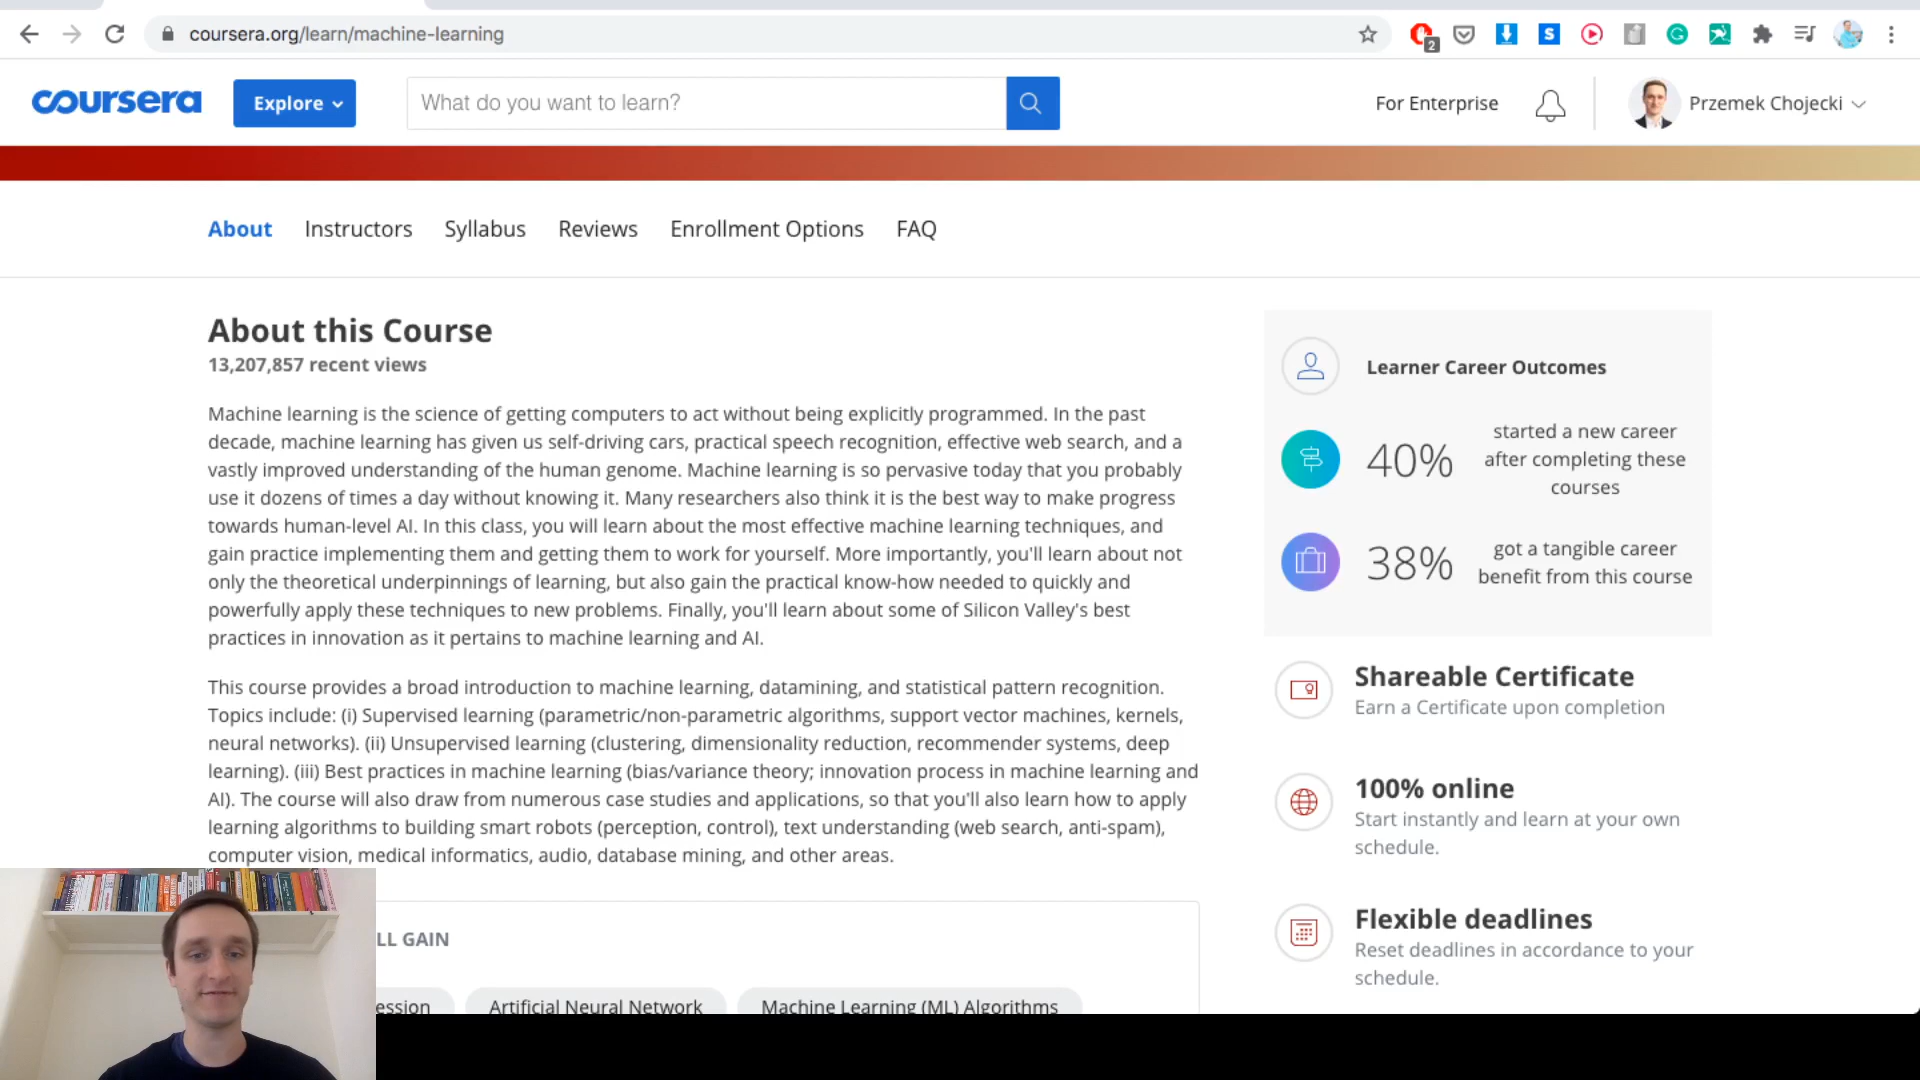 coursera.org/learn/machine-learning
2
S
G
coursera
Explore
What do you want to learn?
For Enterprise
Przemek Chojecki
About
Instructors
Syllabus
Reviews
Enrollment Options
FAQ
About this Course
13,207,857 recent views
Machine learning is the science of getting computers to act without being explicitly programmed. In the past
decade, machine learning has given us self-driving cars, practical speech recognition, effective web search, and a
vastly improved understanding of the human genome. Machine learning is so pervasive today that you probably
use it dozens of times a day without knowing it. Many researchers also think it is the best way to make progress
towards human-level AI. In this class, you will learn about the most effective machine learning techniques, and
gain practice implementing them and getting them to work for yourself. More importantly, you'll learn about not
only the theoretical underpinnings of learning, but also gain the practical know-how needed to quickly and
powerfully apply these techniques to new problems. Finally, you'll learn about some of Silicon Valley's best
practices in innovation as it pertains to machine learning and AI.
This course provides a broad introduction to machine learning, datamining, and statistical pattern recognition.
Topics include: (i) Supervised learning (parametric/non-parametric algorithms, support vector machines, kernels,
neural networks). (ii) Unsupervised learning (clustering, dimensionality reduction, recommender systems, deep
learning). (iii) Best practices in machine learning (bias/variance theory; innovation process in machine learning and
AI). The course will also draw from numerous case studies and applications, so that you'll also learn how to apply
learning algorithms to building smart robots (perception, control), text understanding (web search, anti-spam),
computer vision, medical informatics, audio, database mining, and other areas.
LL GAIN
ession
Artificial Neural Network
Machine Learning (ML) Algorithms
Learner Career Outcomes
40%
started a new career
after completing these
courses
38%
got a tangible career
benefit from this course
Shareable Certificate
Earn a Certificate upon completion
100% online
Start instantly and learn at your own
schedule.
Flexible deadlines
Reset deadlines in accordance to your
schedule.